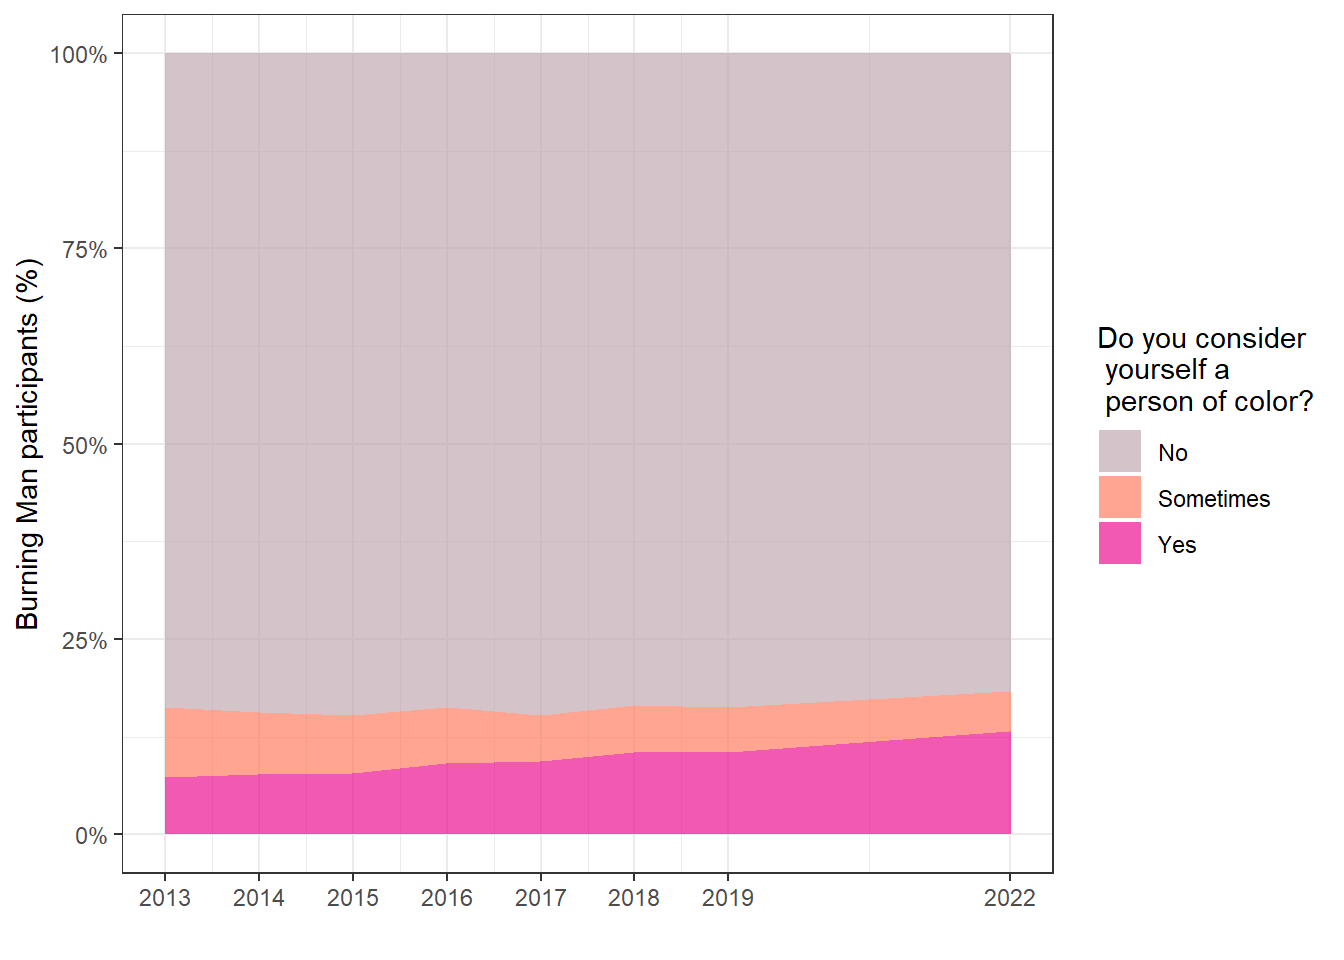 100%
75%
50%
25%
0%
Burning Man participants (%)
2013 2014 2015 2016 2017 2018 2019 2022
Do you consider
yourself a
person of color?
No
Sometimes
Yes